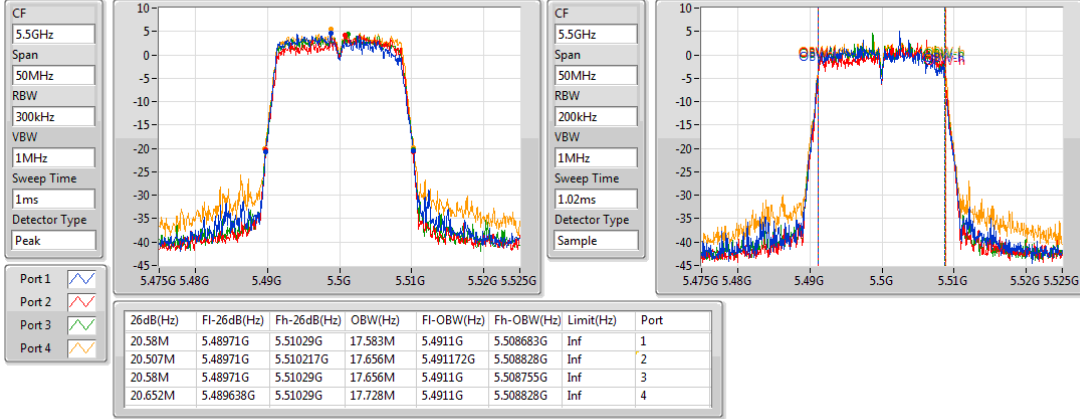 CF
5.5GHz
Span
50MHz
RBW
300kHz
VBW
1MHz
Sweep Time
1ms
Detector Type
Peak
10
5
0
-5
-10
-15
-20
-25
-30
-35
-40
-45
5.475G 5.48G 5.49G 5.5G 5.51G 5.52G 5.525G
CF
5.5GHz
Span
50MHz
RBW
200kHz
VBW
1MHz
Sweep Time
1.02ms
Detector Type
Sample
10
5
0
-5
-10
-15
-20
-25
-30
-35
-40
-45
5.475G 5.48G 5.49G 5.5G 5.51G 5.52G 5.525G
Port 1
Port 2
Port 3
Port 4
26dB(Hz) Fl-26dB(Hz) Fh-26dB(Hz) OBW(Hz) Fl-OBW(Hz) Fh-OBW(Hz) Limit(Hz) Port
20.58M 5.48971G 5.51029G 17.583M 5.4911G 5.508683G Inf 1
20.507M 5.48971G 5.510217G 17.656M 5.491172G 5.508828G Inf 2
20.58M 5.48971G 5.51029G 17.656M 5.4911G 5.508755G Inf 3
20.652M 5.489638G 5.51029G 17.728M 5.4911G 5.508828G Inf 4